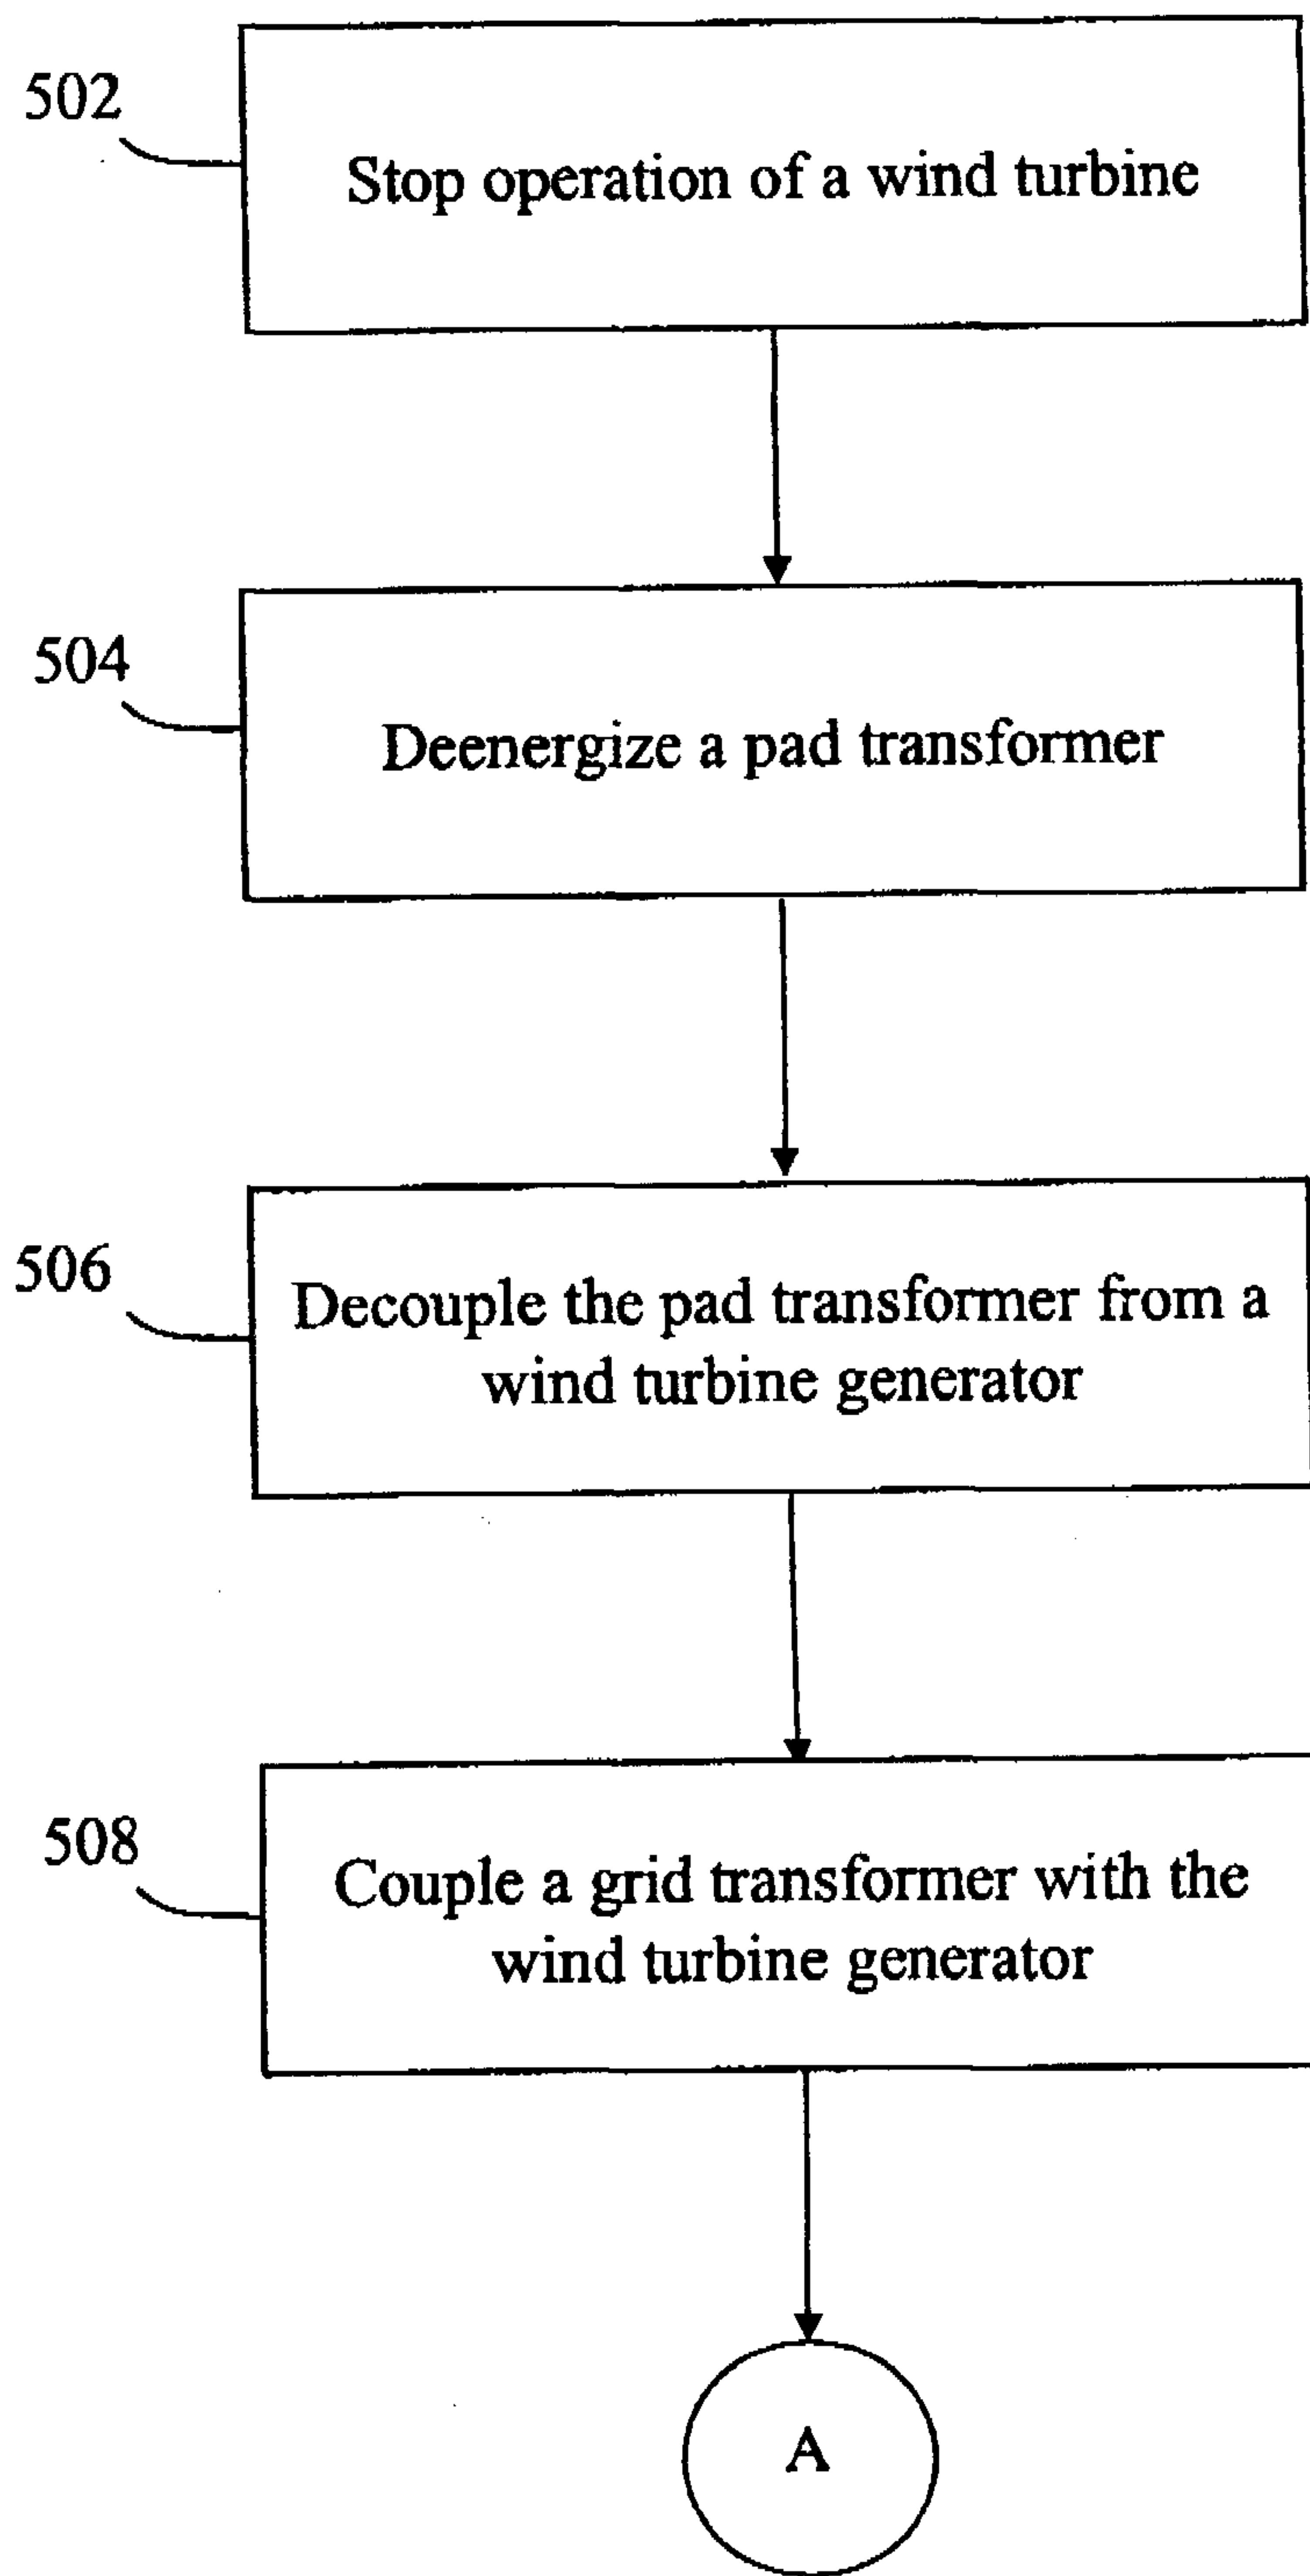 502
Stop operation of a wind turbine
504
Deenergize a pad transformer
506
Decouple the pad transformer from a
wind turbine generator
508
Couple a grid transformer with the
wind turbine generator
A